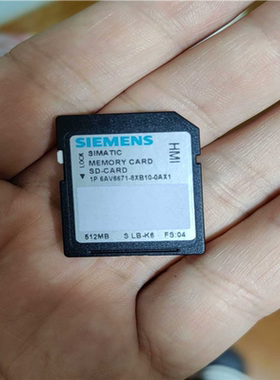 SIEMENS
LOCK
SIMATIC
MEMORY CARD
SD-CARD
1P 6AV6671-8XB10-0AX1
HMI
512MB S LB-K6 FS:04